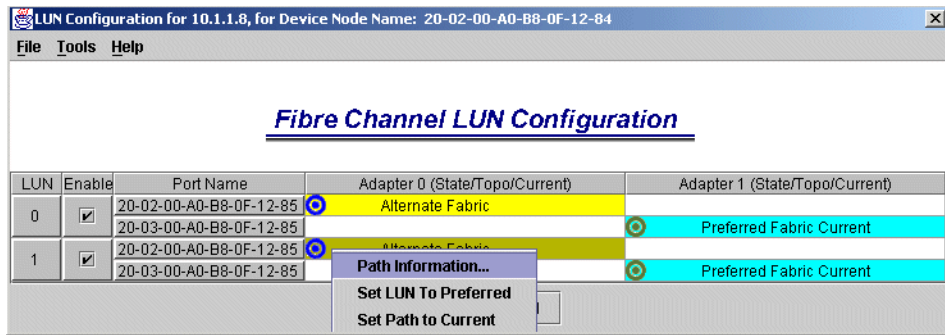 LUN Configuration for 10.1.1.8, for Device Node Name: 20-02-00-A0-B8-0F-12-84
File Tools Help
Fibre Channel LUN Configuration
LUN Enable Port Name Adapter 0 (State/Topo/Current) Adapter 1 (State/Topo/Current)
0 20-02-00-A0-B8-0F-12-85 Alternate Fabric
20-03-00-A0-B8-0F-12-85 Preferred Fabric Current
1 20-02-00-A0-B8-0F-12-85 Alternate Fabric
20-03-00-A0-B8-0F-12-85 Preferred Fabric Current
Path Information...
Set LUN To Preferred
Set Path to Current